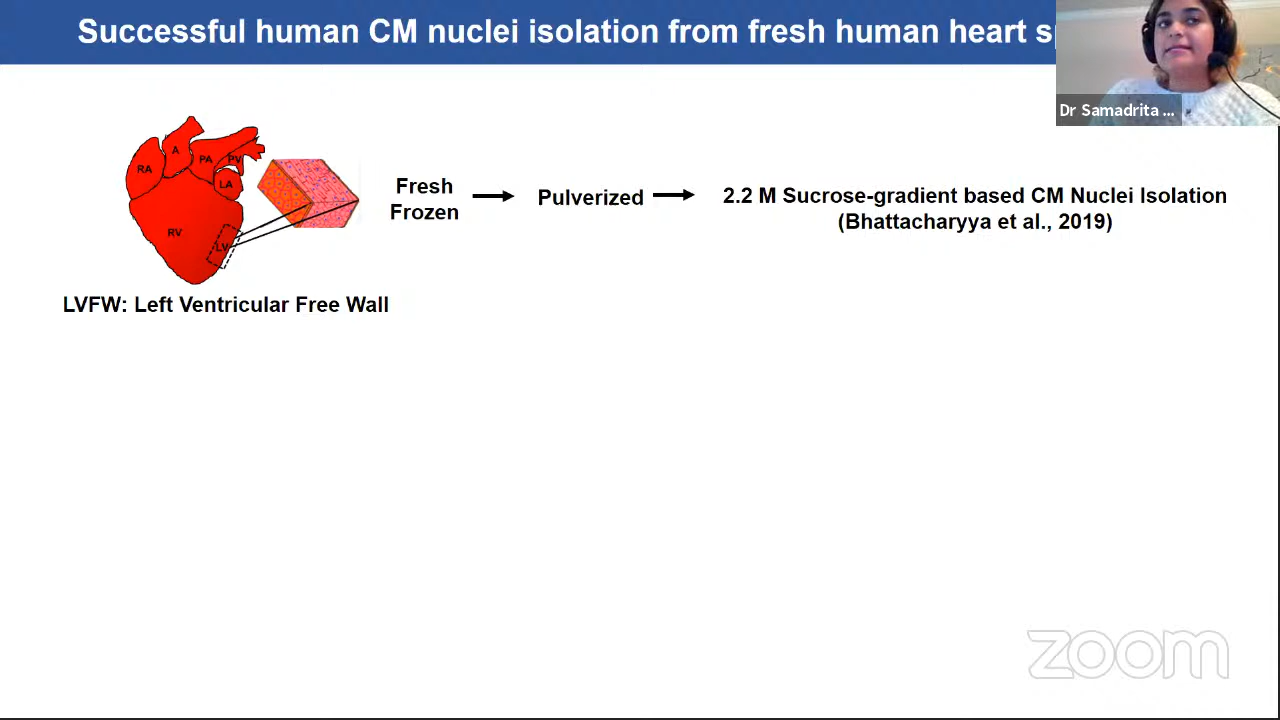 Successful human CM nuclei isolation from fresh human heart
Dr Samadrita ...
RA
A
PA
PV
LA
RV
LV
Fresh
Frozen
Pulverized
2.2 M Sucrose-gradient based CM Nuclei Isolation
(Bhattacharyya et al., 2019)
LVFW: Left Ventricular Free Wall
zoom